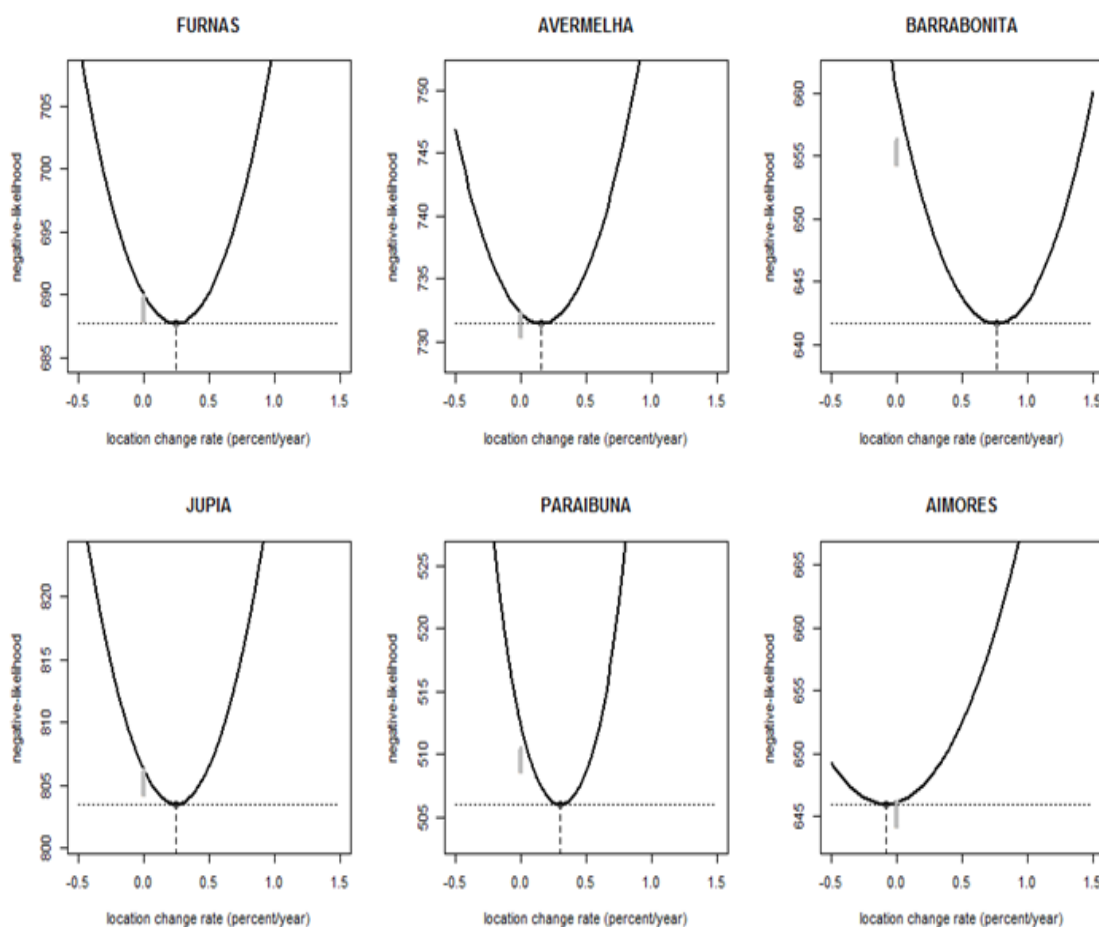 FURNAS
AVERMELHA
BARRABONITA
negative-likelihood
705
700
695
690
685
negative-likelihood
750
745
740
735
730
negative-likelihood
660
655
650
645
640
-0.5 0.0 0.5 1.0 1.5
-0.5 0.0 0.5 1.0 1.5
-0.5 0.0 0.5 1.0 1.5
location change rate (percent/year)
location change rate (percent/year)
location change rate (percent/year)
JUPIA
PARAIBUNA
AIMORES
negative-likelihood
820
815
810
805
800
negative-likelihood
525
520
515
510
505
negative-likelihood
665
660
655
650
645
-0.5 0.0 0.5 1.0 1.5
-0.5 0.0 0.5 1.0 1.5
-0.5 0.0 0.5 1.0 1.5
location change rate (percent/year)
location change rate (percent/year)
location change rate (percent/year)